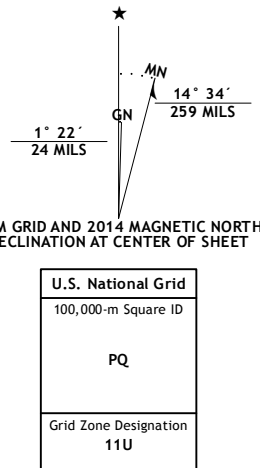 ★
MN
GN
14° 34´
259 MILS
1° 22´
24 MILS
M GRID AND 2014 MAGNETIC NORTH
ECLINATION AT CENTER OF SHEET
U.S. National Grid
100,000-m Square ID
PQ
Grid Zone Designation
11U